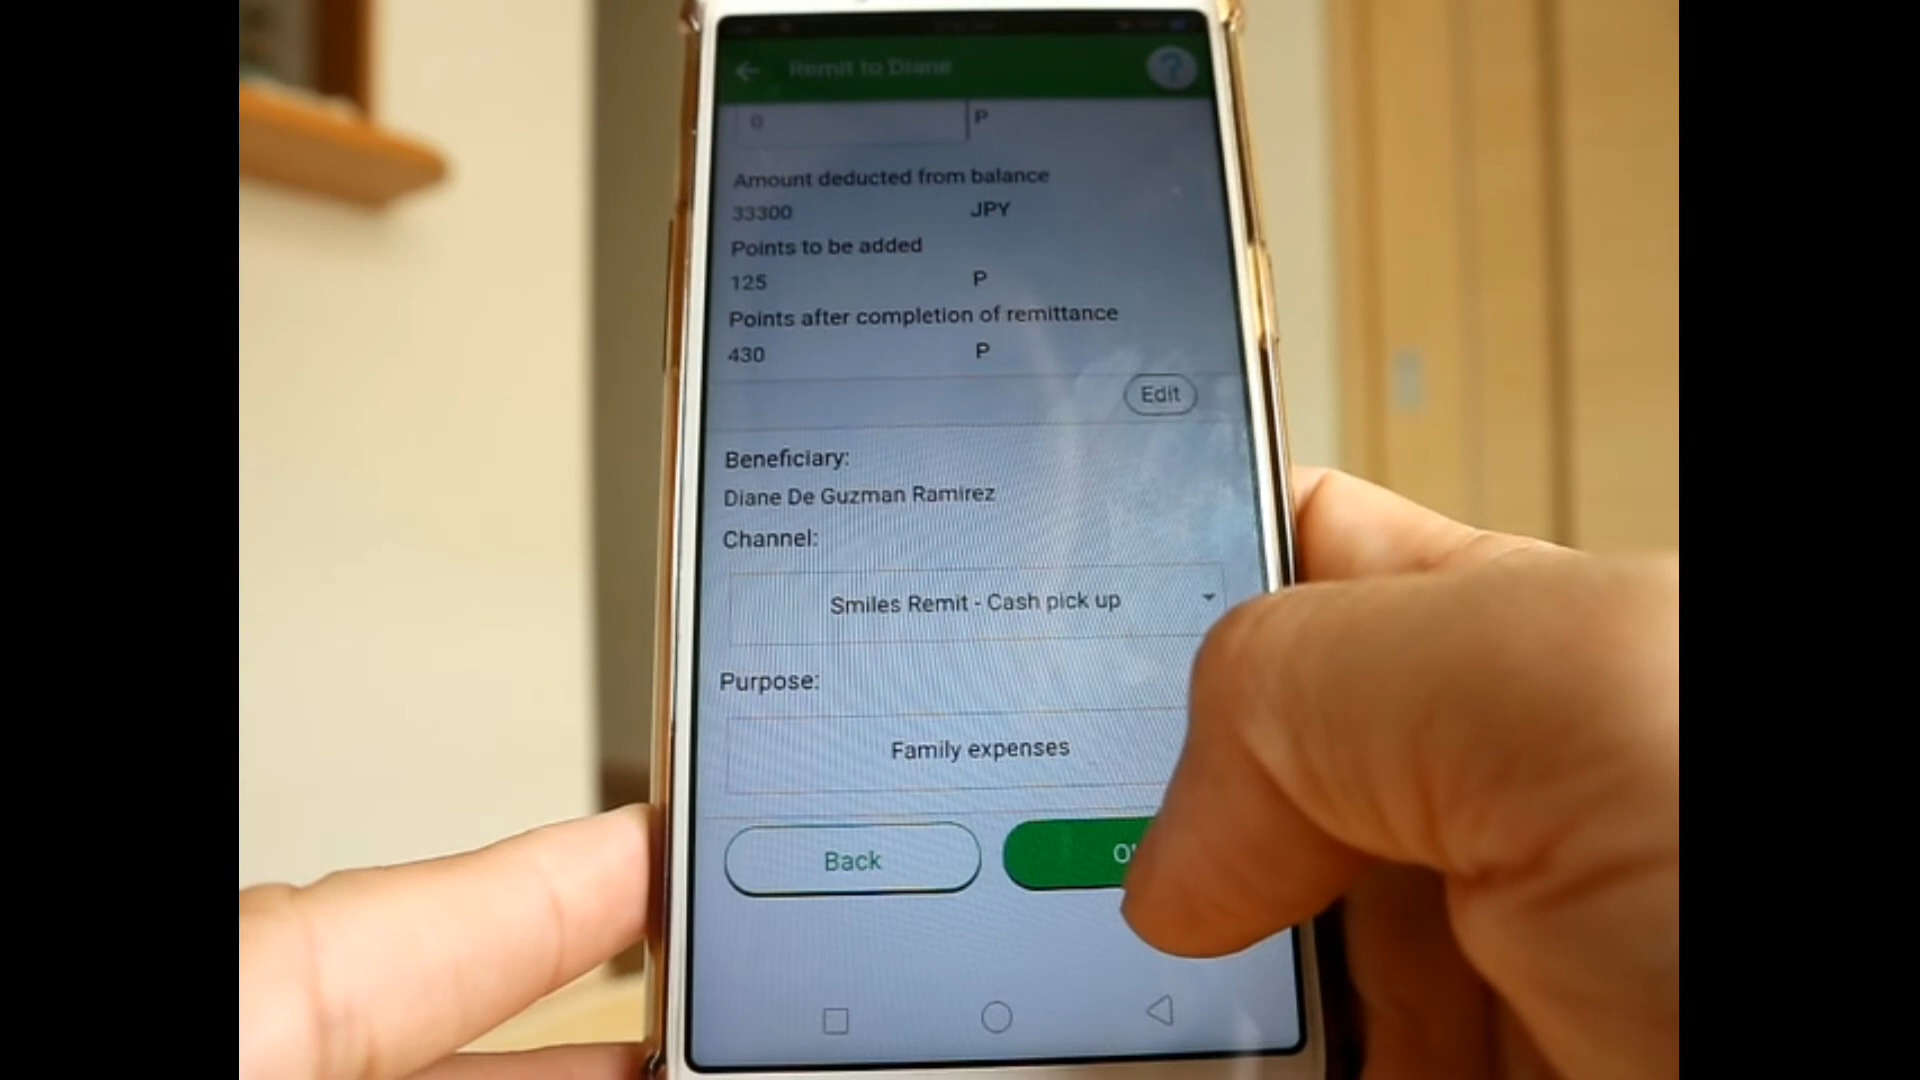 Remit to Diane
?
0 P
Amount deducted from balance
33300 JPY
Points to be added
125 P
Points after completion of remittance
430 P
Edit
Beneficiary:
Diane De Guzman Ramirez
Channel:
Smiles Remit - Cash pick up
Purpose:
Family expenses
Back